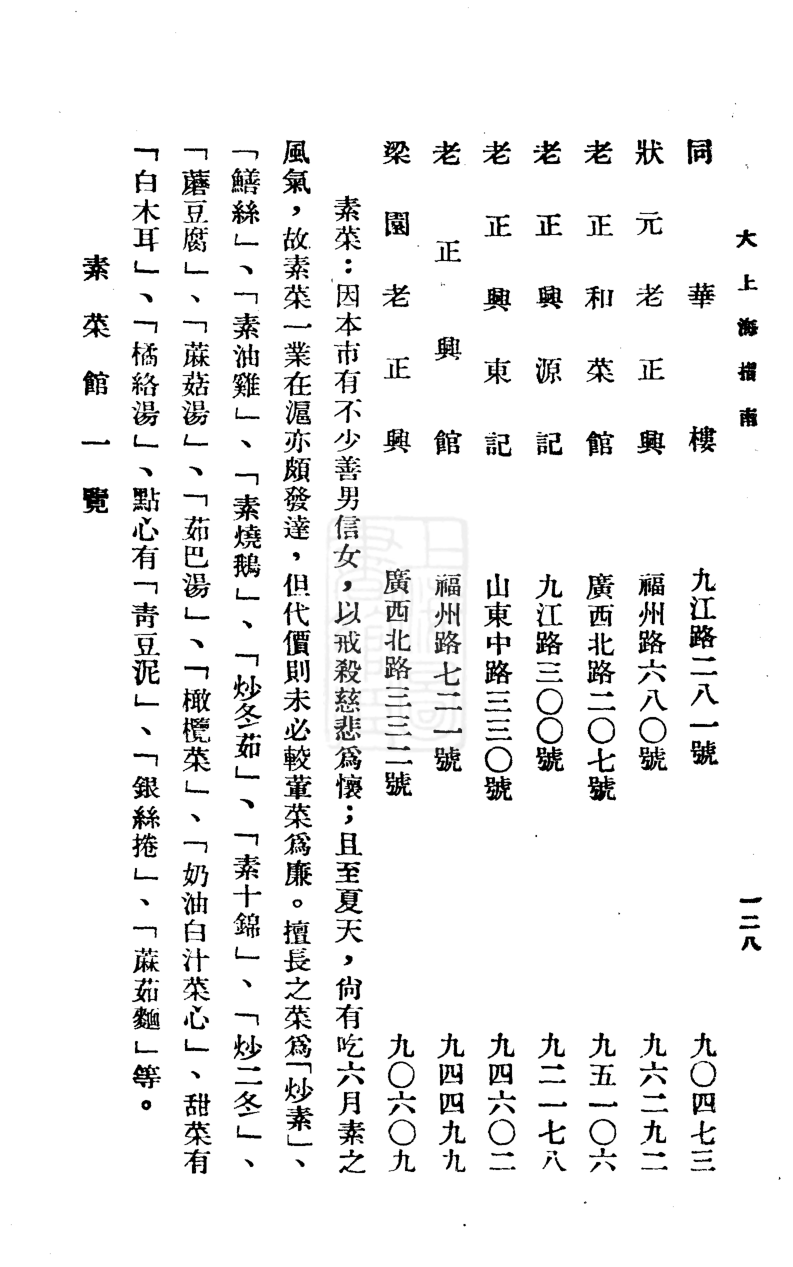 大上海指南
一二八
同華樓 九江路二八一號 九〇四七三
狀元老正興 福州路六八〇號 九六二九二
老正和菜館 廣西北路二〇七號 九五一〇六
老正興源記 九江路三〇〇號 九二一七八
老正興東記 山東中路三三〇號 九四六〇二
老正興館 福州路七二一號 九四四九九
梁園老正興 廣西北路三三二號 九〇六〇九
素菜：因本市有不少善男信女，以戒殺慈悲爲懷；且至夏天，尙有吃六月素之
風氣，故素菜一業在滬亦頗發達，但代價則未必較葷菜爲廉。擅長之菜爲「炒素」、
「鱔絲」、「素油雞」、「素燒鵝」、「炒冬茹」、「素十錦」、「炒二冬」、
「蘑豆腐」、「蔴菇湯」、「茹巴湯」、「橄欖菜」、「奶油白汁菜心」、甜菜有
「白木耳」、「橘絡湯」、點心有「靑豆泥」、「銀絲捲」、「蔴茹麵」等。
素菜館一覽